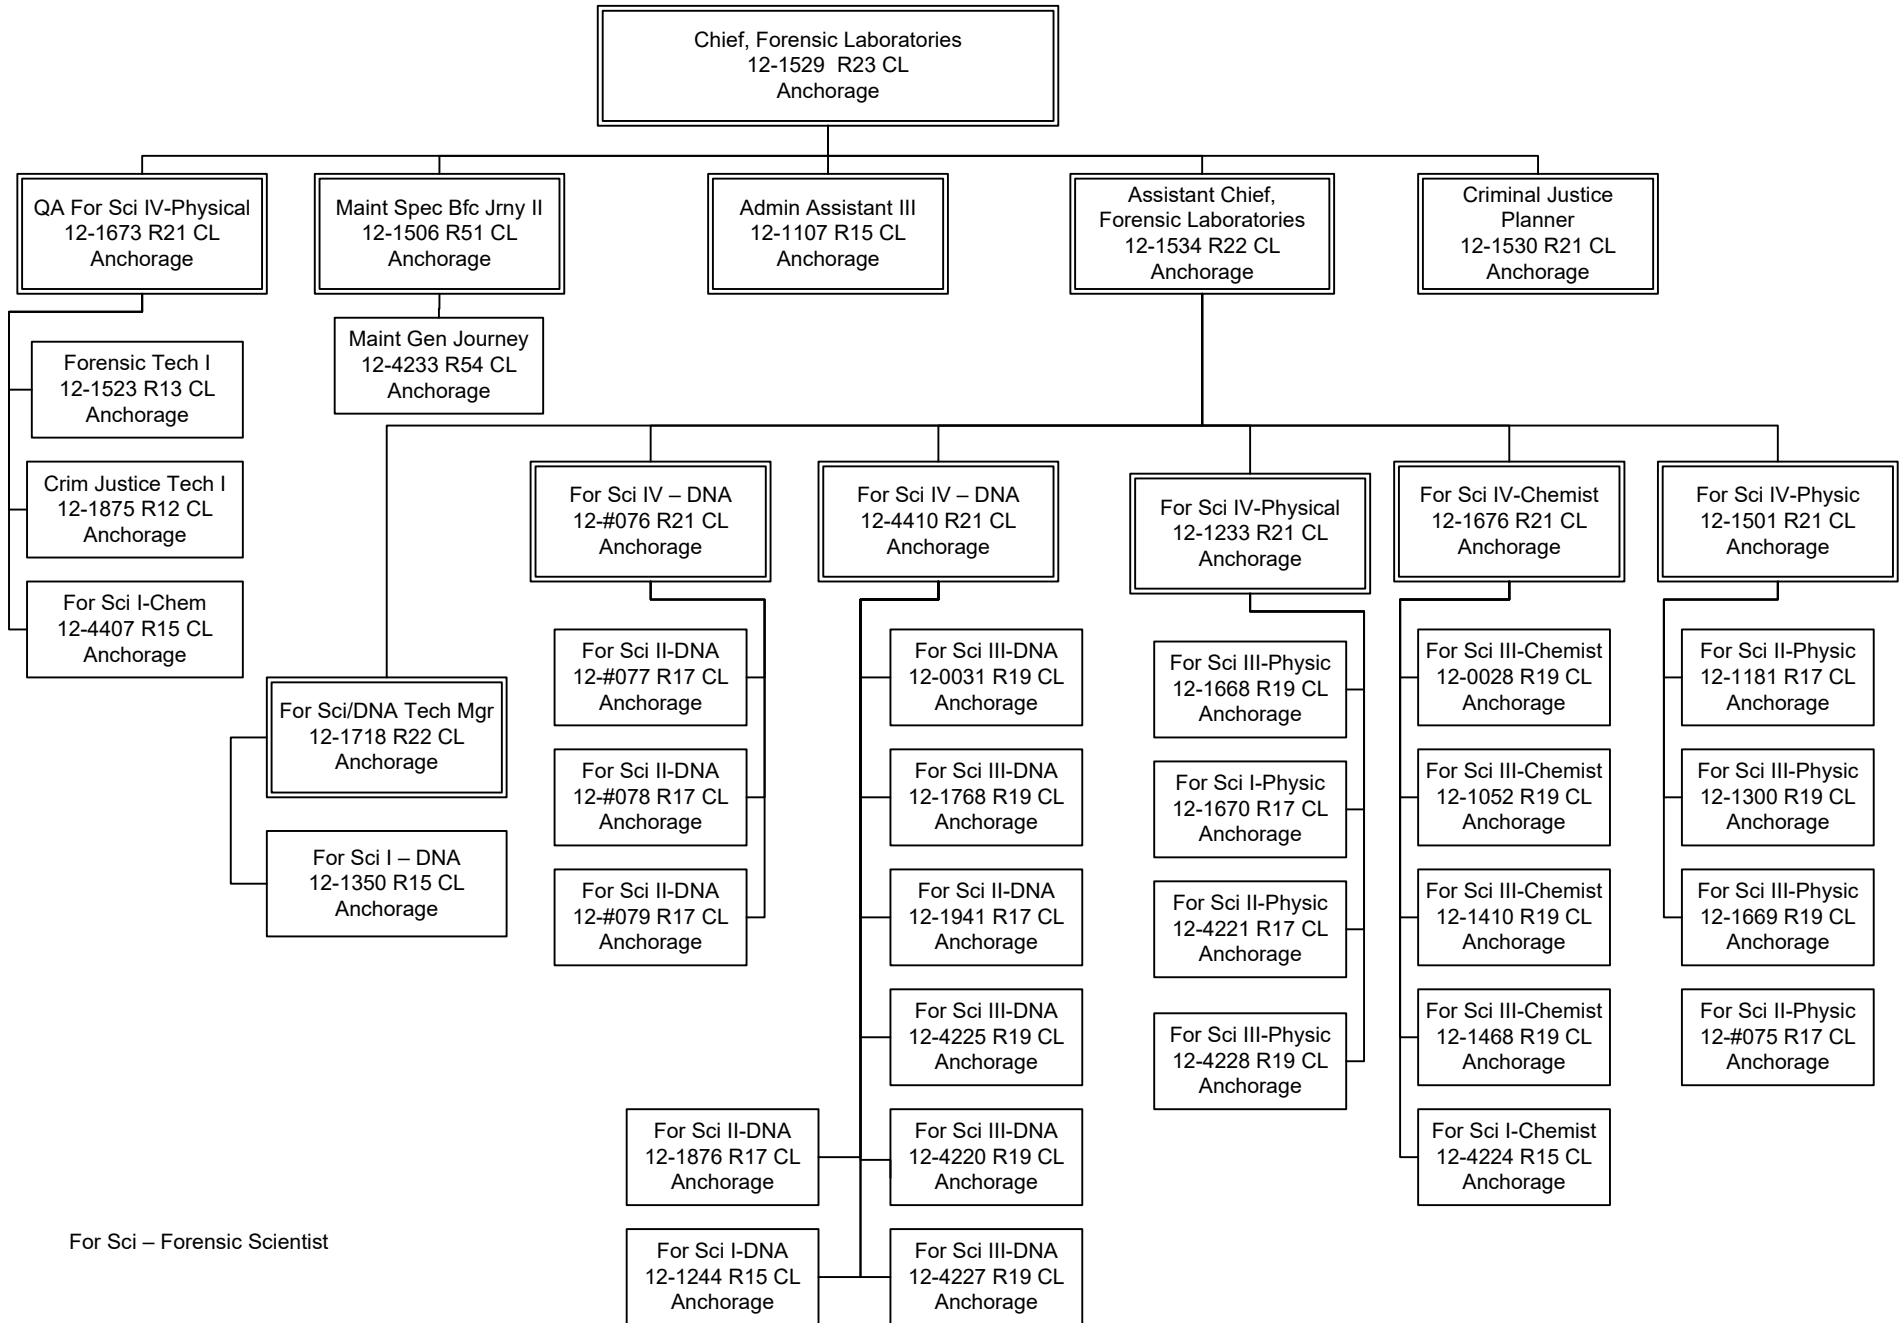 Chief, Forensic Laboratories
12-1529  R23 CL
Anchorage
QA For Sci IV-Physical
12-1673 R21 CL
Anchorage
Maint Spec Bfc Jrny II
12-1506 R51 CL
Anchorage
Admin Assistant III
12-1107 R15 CL
Anchorage
Assistant Chief,
Forensic Laboratories
12-1534 R22 CL
Anchorage
Criminal Justice
Planner
12-1530 R21 CL
Anchorage
Forensic Tech I
12-1523 R13 CL
Anchorage
Crim Justice Tech I
12-1875 R12 CL
Anchorage
For Sci I-Chem
12-4407 R15 CL
Anchorage
Maint Gen Journey
12-4233 R54 CL
Anchorage
For Sci/DNA Tech Mgr
12-1718 R22 CL
Anchorage
For Sci I – DNA
12-1350 R15 CL
Anchorage
For Sci IV – DNA
12-#076 R21 CL
Anchorage
For Sci II-DNA
12-#077 R17 CL
Anchorage
For Sci II-DNA
12-#078 R17 CL
Anchorage
For Sci II-DNA
12-#079 R17 CL
Anchorage
For Sci IV – DNA
12-4410 R21 CL
Anchorage
For Sci III-DNA
12-0031 R19 CL
Anchorage
For Sci III-DNA
12-1768 R19 CL
Anchorage
For Sci II-DNA
12-1941 R17 CL
Anchorage
For Sci III-DNA
12-4225 R19 CL
Anchorage
For Sci II-DNA
12-1876 R17 CL
Anchorage
For Sci III-DNA
12-4220 R19 CL
Anchorage
For Sci I-DNA
12-1244 R15 CL
Anchorage
For Sci III-DNA
12-4227 R19 CL
Anchorage
For Sci IV-Physical
12-1233 R21 CL
Anchorage
For Sci III-Physic
12-1668 R19 CL
Anchorage
For Sci I-Physic
12-1670 R17 CL
Anchorage
For Sci II-Physic
12-4221 R17 CL
Anchorage
For Sci III-Physic
12-4228 R19 CL
Anchorage
For Sci IV-Chemist
12-1676 R21 CL
Anchorage
For Sci III-Chemist
12-0028 R19 CL
Anchorage
For Sci III-Chemist
12-1052 R19 CL
Anchorage
For Sci III-Chemist
12-1410 R19 CL
Anchorage
For Sci III-Chemist
12-1468 R19 CL
Anchorage
For Sci I-Chemist
12-4224 R15 CL
Anchorage
For Sci IV-Physic
12-1501 R21 CL
Anchorage
For Sci II-Physic
12-1181 R17 CL
Anchorage
For Sci III-Physic
12-1300 R19 CL
Anchorage
For Sci III-Physic
12-1669 R19 CL
Anchorage
For Sci II-Physic
12-#075 R17 CL
Anchorage
For Sci – Forensic Scientist